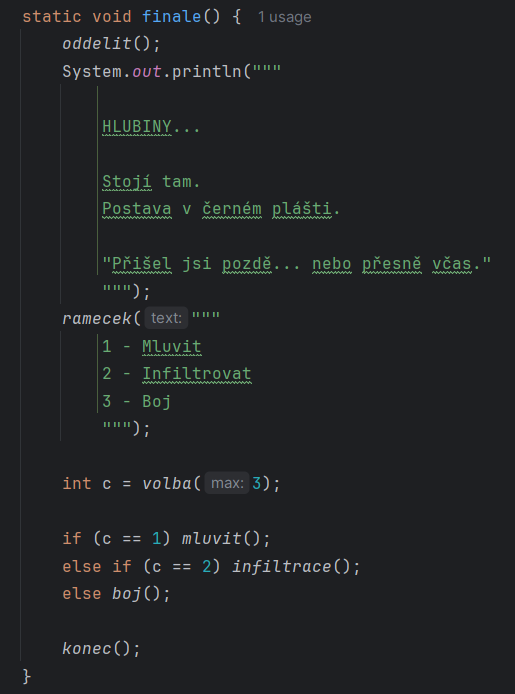 static void finale() { 1 usage
oddelit();
System.out.println("""
HLUBINY...
Stojí tam.
Postava v černém plášti.
"Přišel jsi pozdě... nebo přesně včas."
""");
ramecek( text: """
1 - Mluvit
2 - Infiltrovat
3 - Boj
""");
int c = volba( max: 3);
if (c == 1) mluvit();
else if (c == 2) infiltrace();
else boj();
konec();
}